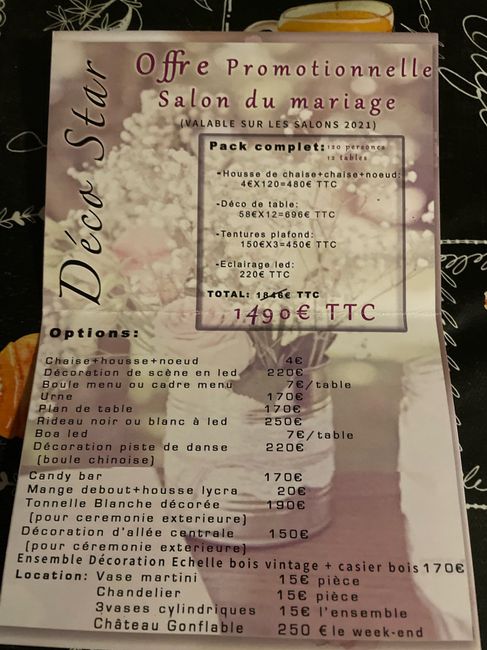 Déco Star
Offre Promotionnelle
Salon du mariage
(VALABLE SUR LES SALONS 2021)
Pack complet: 120 personnes
12 tables
-Housse de chaise+chaise+noeud:
4€X120=480€ TTC
-Déco de table:
58€X12=696€ TTC
-Tentures plafond:
150€X3=450€ TTC
-Eclairage led:
220€ TTC
TOTAL: 1846€ TTC
1490€ TTC
Options:
Chaise+housse+noeud 4€
Décoration de scène en led 220€
Boule menu ou cadre menu 7€/table
Urne 170€
Plan de table 170€
Rideau noir ou blanc à led 250€
Boa led 7€/table
Décoration piste de danse 220€
(boule chinoise)
Candy bar 170€
Mange debout+housse lycra 20€
Tonnelle Blanche décorée 190€
(pour ceremonie exterieure)
Décoration d'allée centrale 150€
(pour céremonie exterieure)
Ensemble Décoration Echelle bois vintage + casier bois 170€
Location: Vase martini 15€ pièce
Chandelier 15€ pièce
3vases cylindriques 15€ l'ensemble
Château Gonflable 250 € le week-end